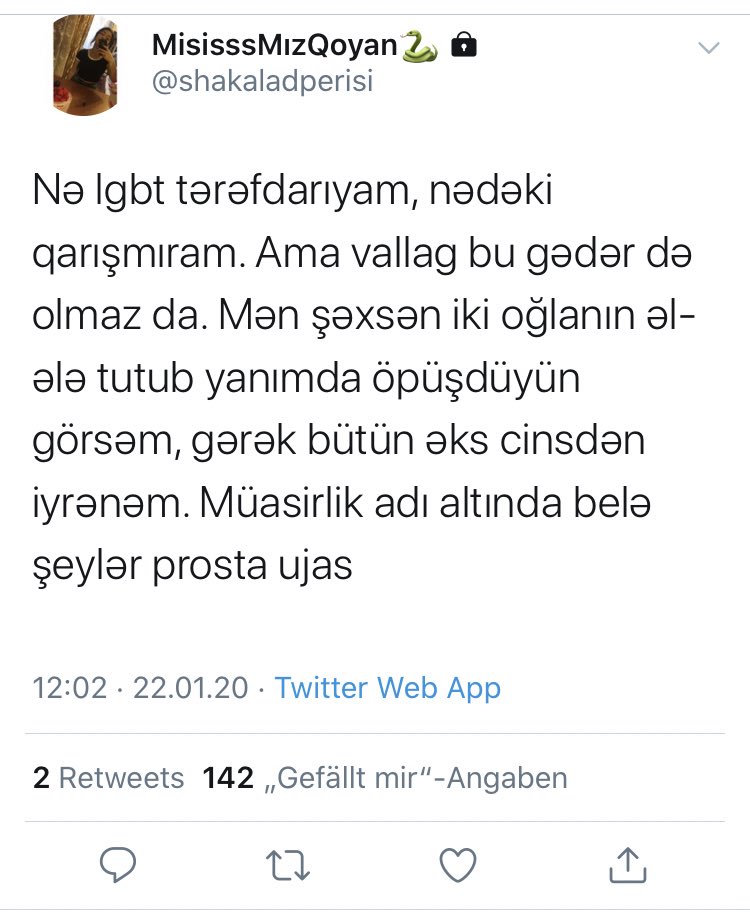 MisisssMızQoyan🐍 🔒
@shakaladperisi
Nə lgbt tərəfdarıyam, nədəki
qarışmıram. Ama vallag bu gədər də
olmaz da. Mən şəxsən iki oğlanın əl-
ələ tutub yanımda öpüşdüyün
görsəm, gərək bütün əks cinsdən
iyrənəm. Müasirlik adı altında belə
şeylər prosta ujas
12:02 · 22.01.20 · Twitter Web App
2 Retweets 142 „Gefällt mir“-Angaben